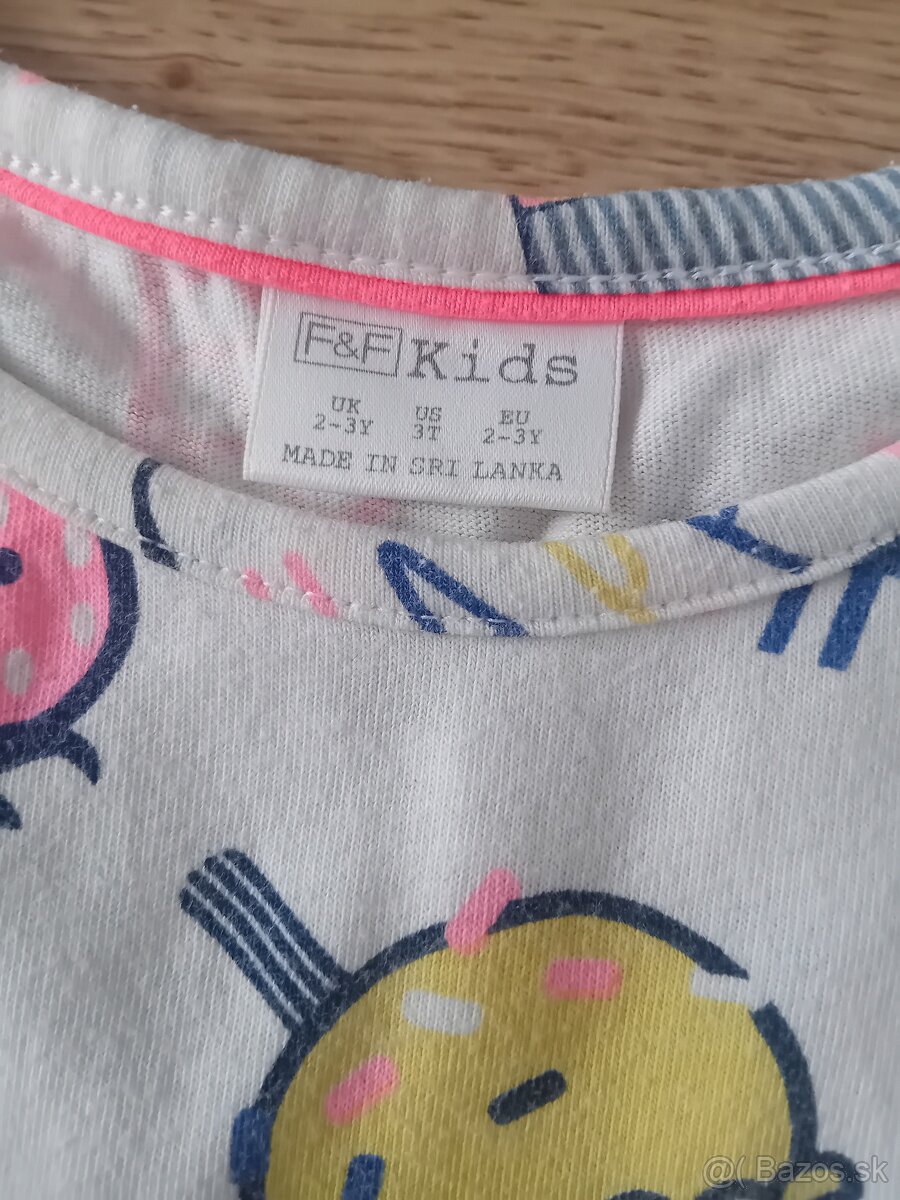 F&F Kids
UK US EU
2-3Y 3T 2-3Y
MADE IN SRI LANKA
@( Bazos.sk